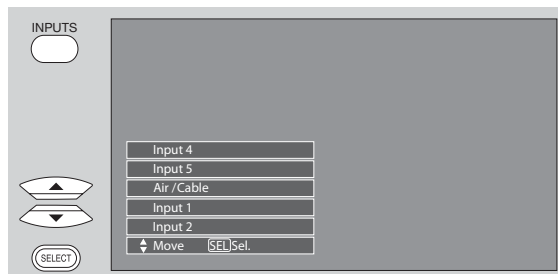 INPUTS
Input 4
Input 5
Air /Cable
Input 1
Input 2
Move SEL Sel.
SELECT